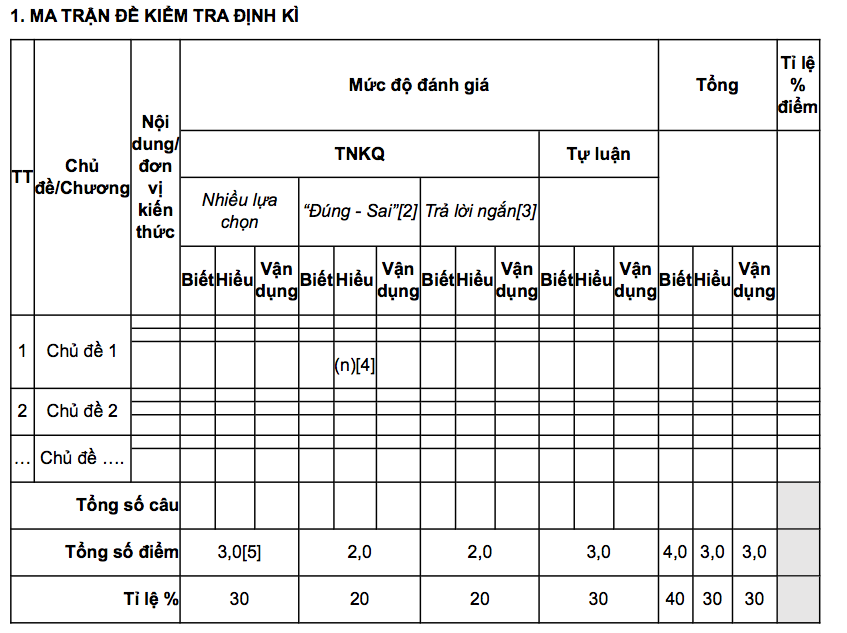 1. MA TRẬN ĐỀ KIỂM TRA ĐỊNH KÌ
TT
Chủ
đề/Chương
Nội
dung/
đơn
vị
kiến
thức
Mức độ đánh giá
Tổng
Tỉ lệ
%
điểm
TNKQ
Tự luận
Nhiều lựa
chọn
“Đúng - Sai”[2]
Trả lời ngắn[3]
Biết
Hiểu
Vận
dụng
Biết
Hiểu
Vận
dụng
Biết
Hiểu
Vận
dụng
Biết
Hiểu
Vận
dụng
Biết
Hiểu
Vận
dụng
1
Chủ đề 1
(n)[4]
2
Chủ đề 2
…
Chủ đề ….
Tổng số câu
Tổng số điểm 3,0[5] 2,0 2,0 3,0 4,0 3,0 3,0
Tỉ lệ % 30 20 20 30 40 30 30